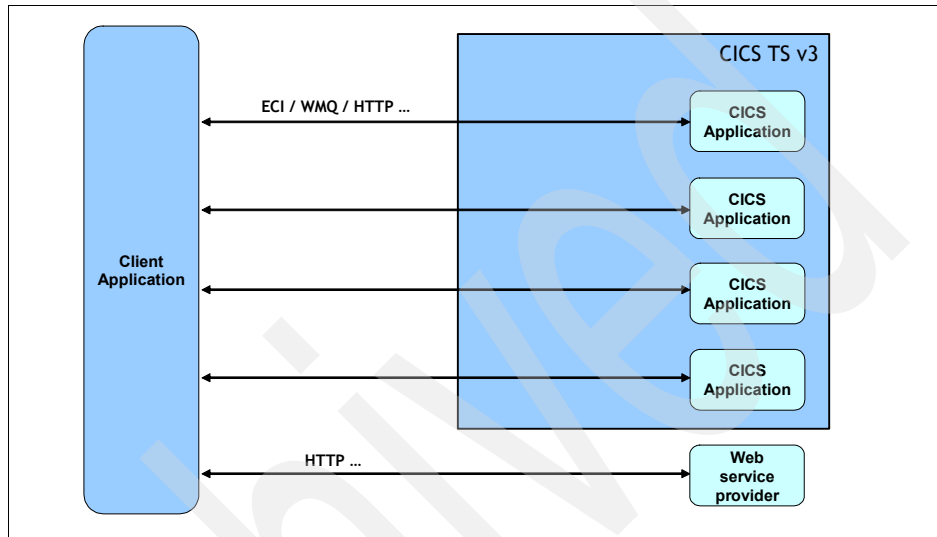 CICS TS v3
ECI / WMQ / HTTP ...
CICS
Application
CICS
Application
Client
Application
CICS
Application
CICS
Application
HTTP ...
Web
service
provider